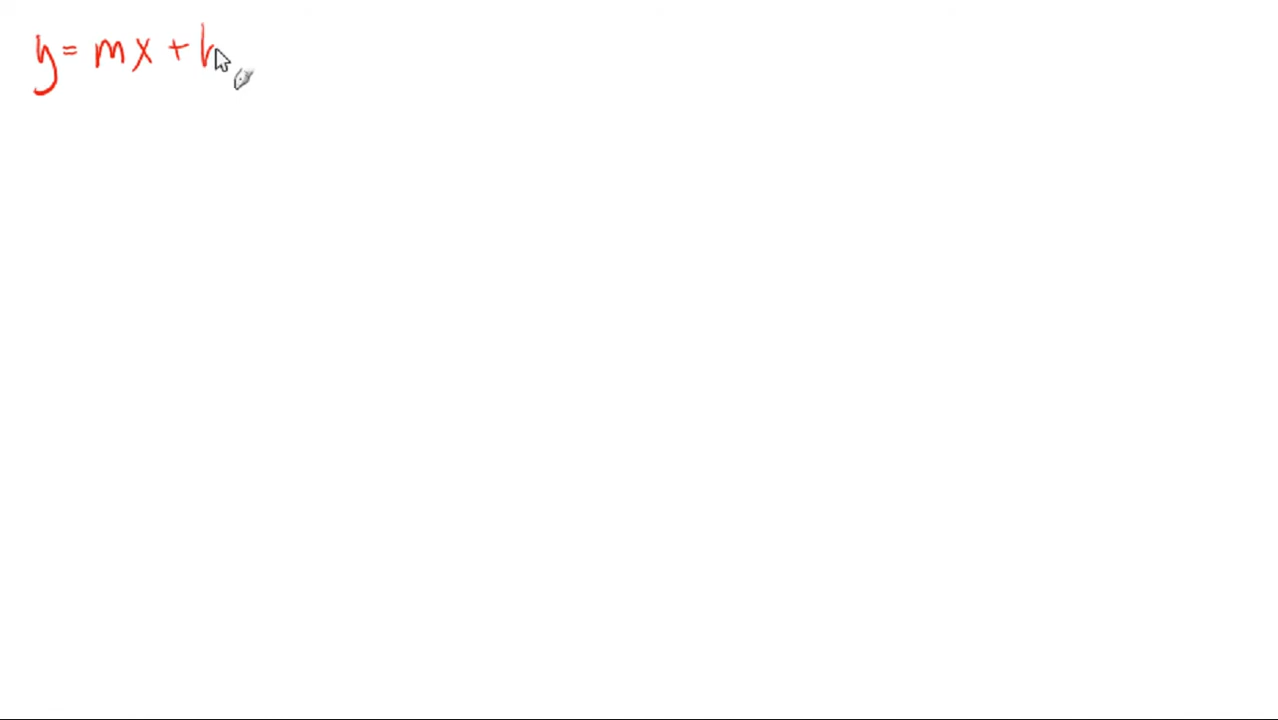 y = mx + b